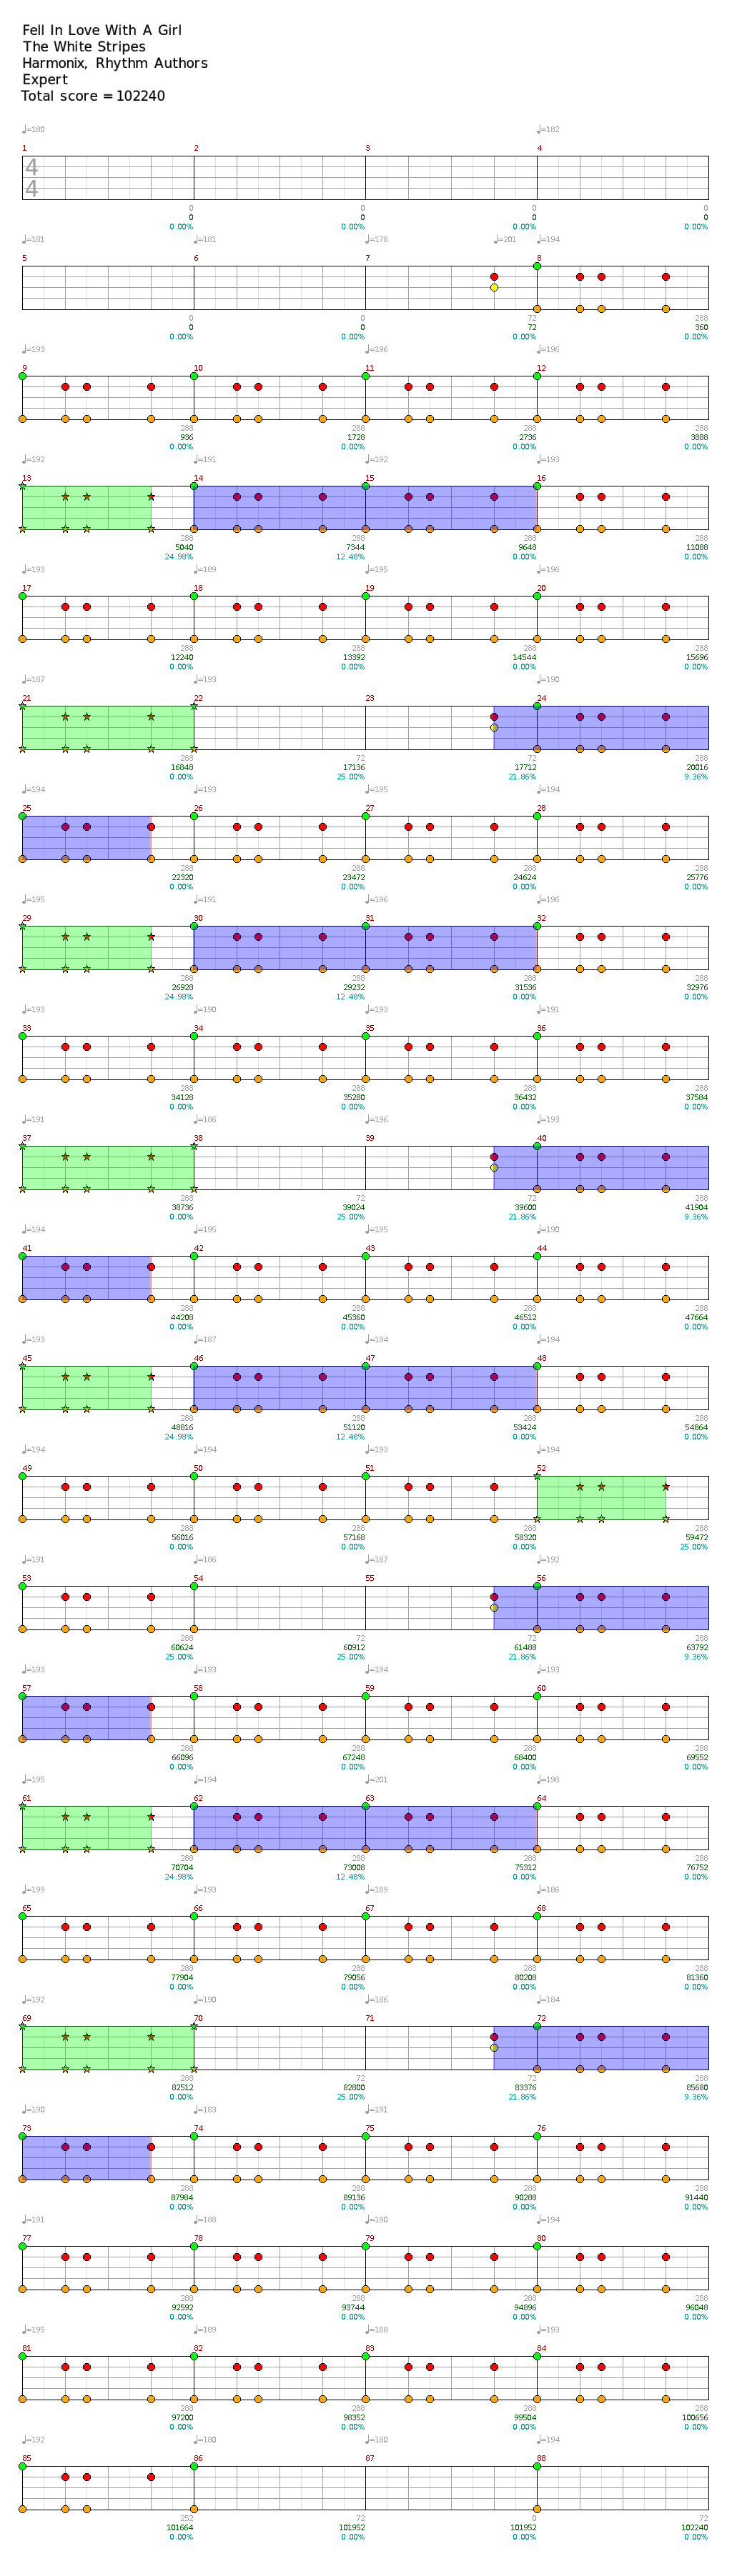 Fell In Love With A Girl
The White Stripes
Harmonix, Rhythm Authors
Expert
Total score = 102240
♩=180 ♩=182
1 2 3 4
4
4
0 0 0 0
0 0 0 0
0.00% 0.00% 0.00% 0.00%
♩=181 ♩=181 ♩=178 ♩=201 ♩=194
5 6 7 8
0 0 72 288
0 0 72 360
0.00% 0.00% 0.00% 0.00%
♩=193 ♩=196 ♩=196
9 10 11 12
288 288 288 288
936 1728 2736 3888
0.00% 0.00% 0.00% 0.00%
♩=192 ♩=191 ♩=192 ♩=193
13 14 15 16
288 288 288 288
5040 7344 9648 11088
24.98% 12.48% 0.00% 0.00%
♩=193 ♩=189 ♩=195 ♩=196
17 18 19 20
288 288 288 288
12240 13392 14544 15696
0.00% 0.00% 0.00% 0.00%
♩=187 ♩=193 ♩=190
21 22 23 24
288 72 72 288
16848 17136 17712 20016
0.00% 25.00% 21.86% 9.36%
♩=194 ♩=193 ♩=195 ♩=194
25 26 27 28
288 288 288 288
22320 23472 24624 25776
0.00% 0.00% 0.00% 0.00%
♩=195 ♩=191 ♩=196 ♩=196
29 30 31 32
288 288 288 288
26928 29232 31536 32976
24.98% 12.48% 0.00% 0.00%
♩=193 ♩=190 ♩=195 ♩=191
33 34 35 36
288 288 288 288
34128 35280 36432 37584
0.00% 0.00% 0.00% 0.00%
♩=191 ♩=186 ♩=196 ♩=193
37 38 39 40
288 72 72 288
38736 39024 39600 41904
0.00% 25.00% 21.86% 9.36%
♩=194 ♩=195 ♩=195 ♩=190
41 42 43 44
288 288 288 288
44208 45360 46512 47664
0.00% 0.00% 0.00% 0.00%
♩=193 ♩=187 ♩=194 ♩=194
45 46 47 48
288 288 288 288
48816 51120 53424 54864
24.98% 12.48% 0.00% 0.00%
♩=194 ♩=194 ♩=193 ♩=194
49 50 51 52
288 288 288 288
56016 57168 58320 59472
0.00% 0.00% 0.00% 25.00%
♩=191 ♩=186 ♩=187 ♩=192
53 54 55 56
288 72 72 288
60624 60912 61488 63792
25.00% 25.00% 21.86% 9.36%
♩=193 ♩=193 ♩=194 ♩=193
57 58 59 60
288 288 288 288
66096 67248 68400 69552
0.00% 0.00% 0.00% 0.00%
♩=195 ♩=194 ♩=201 ♩=198
61 62 63 64
288 288 288 288
70704 73008 75312 76752
24.98% 12.48% 0.00% 0.00%
♩=199 ♩=193 ♩=189 ♩=186
65 66 67 68
288 288 288 288
77904 79056 80208 81360
0.00% 0.00% 0.00% 0.00%
♩=192 ♩=190 ♩=186 ♩=184
69 70 71 72
288 72 72 288
82512 82800 83376 85680
0.00% 25.00% 21.86% 9.36%
♩=190 ♩=183 ♩=191
73 74 75 76
288 288 288 288
87984 89136 90288 91440
0.00% 0.00% 0.00% 0.00%
♩=191 ♩=188 ♩=190 ♩=194
77 78 79 80
288 288 288 288
92592 93744 94896 96048
0.00% 0.00% 0.00% 0.00%
♩=195 ♩=189 ♩=188 ♩=193
81 82 83 84
288 288 288 288
97200 98352 99504 100656
0.00% 0.00% 0.00% 0.00%
♩=192 ♩=180 ♩=180 ♩=194
85 86 87 88
252 72 0 72
101664 101952 101952 102240
0.00% 0.00% 0.00% 0.00%